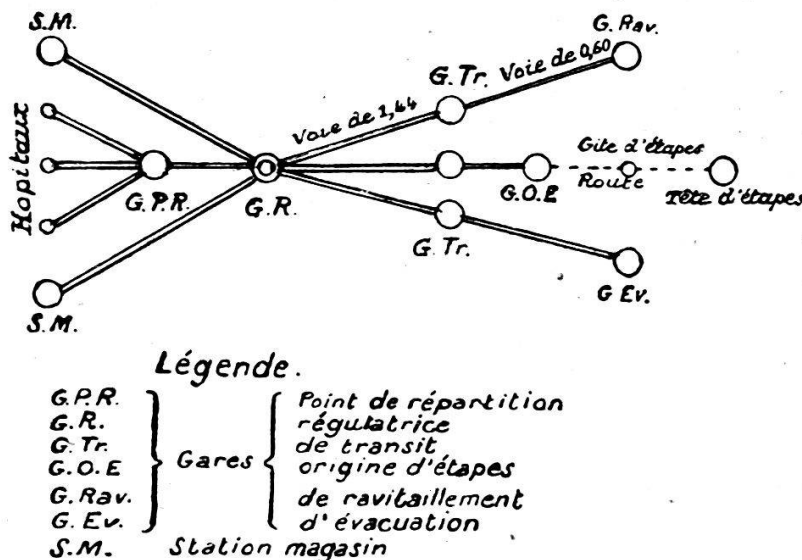 S.M.
G. Rav.
G. Tr.
Voie de 0,60
Voie de 1,44
Hopitaux
G.P.R.
G.R.
G.O.E
Gite d'étapes
Route
Tête d'étapes
G. Tr.
G Ev.
S.M.
Légende.
G.P.R. Point de répartition
G.R. régulatrice
G. Tr. de transit
G.O.E Gares origine d'étapes
G. Rav. de ravitaillement
G. Ev. d'évacuation
S.M. Station magasin